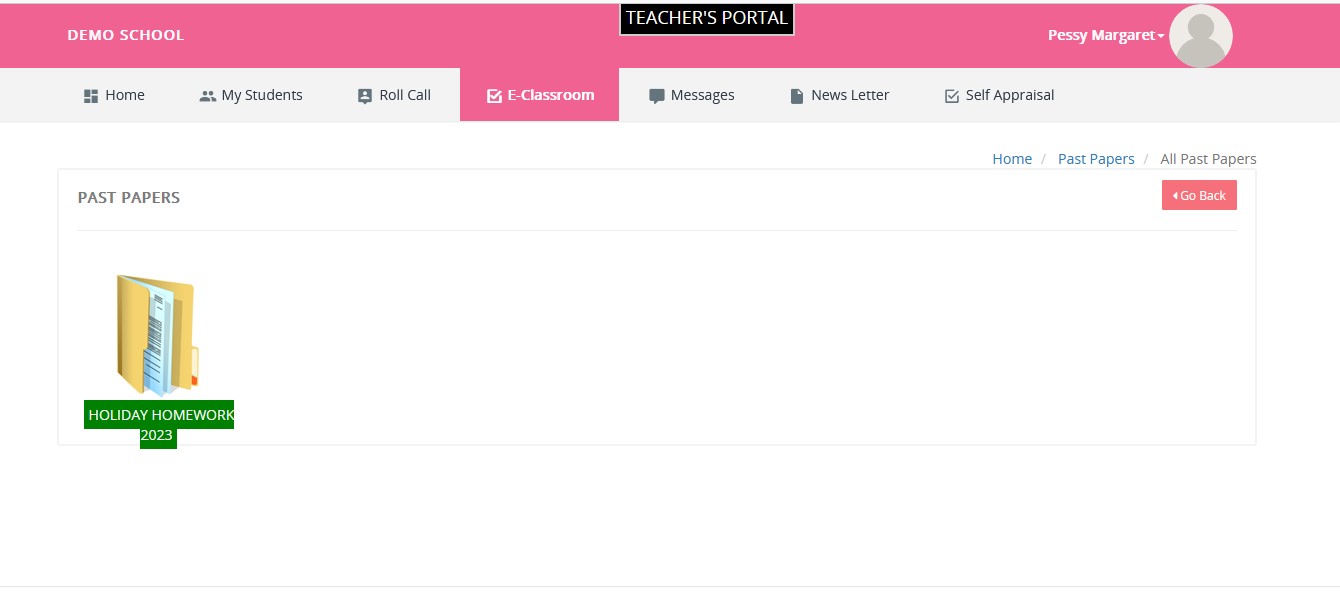 TEACHER'S PORTAL
DEMO SCHOOL
Pessy Margaret
Home
My Students
Roll Call
E-Classroom
Messages
News Letter
Self Appraisal
Home / Past Papers / All Past Papers
PAST PAPERS
Go Back
HOLIDAY HOMEWORK
2023